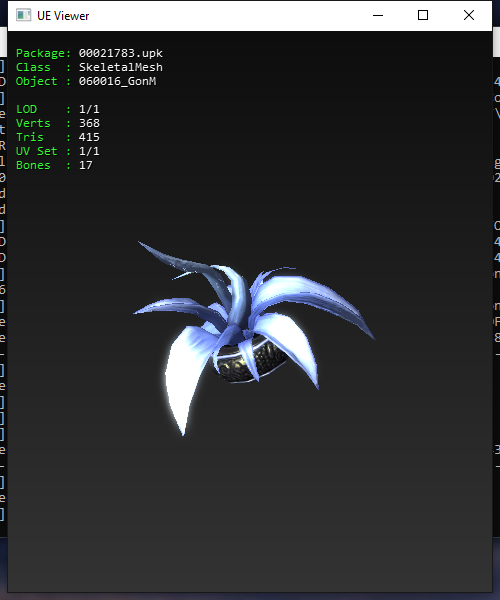 UE Viewer
Package: 00021783.upk
Class : SkeletalMesh
Object : 060016_GonM
LOD : 1/1
Verts : 368
Tris : 415
UV Set : 1/1
Bones : 17